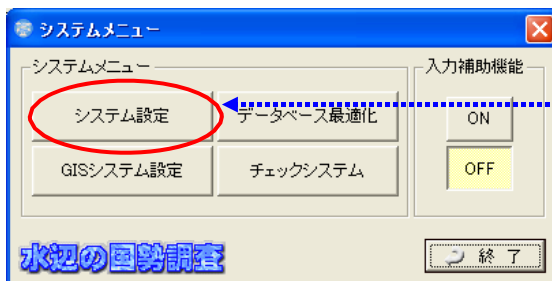 システムメニュー
システムメニュー
入力補助機能
システム設定
データベース最適化
ON
GISシステム設定
チェックシステム
OFF
水辺の国勢調査
終 了